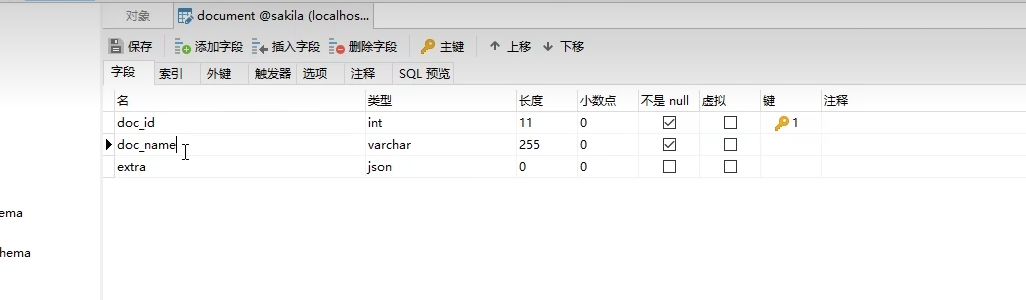 对象 document @sakila (localhos...
保存 添加字段 插入字段 删除字段 主键 上移 下移
字段 索引 外键 触发器 选项 注释 SQL 预览
名 类型 长度 小数点 不是 null 虚拟 键 注释
doc_id int 11 0 1
doc_name varchar 255 0
extra json 0 0
ema
hema